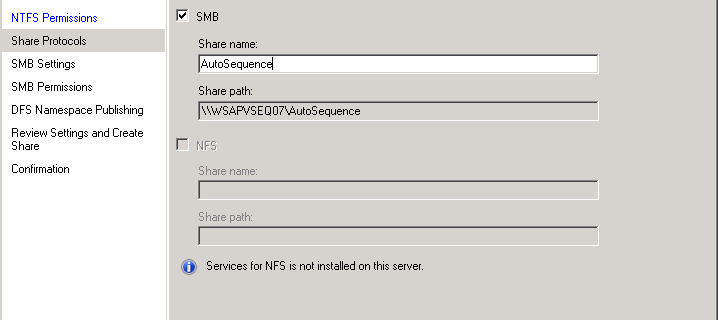 NTFS Permissions
Share Protocols
SMB Settings
SMB Permissions
DFS Namespace Publishing
Review Settings and Create
Share
Confirmation
SMB
Share name:
AutoSequence
Share path:
\\WSAPVSEQ07\AutoSequence
NFS
Share name:
Share path:
Services for NFS is not installed on this server.